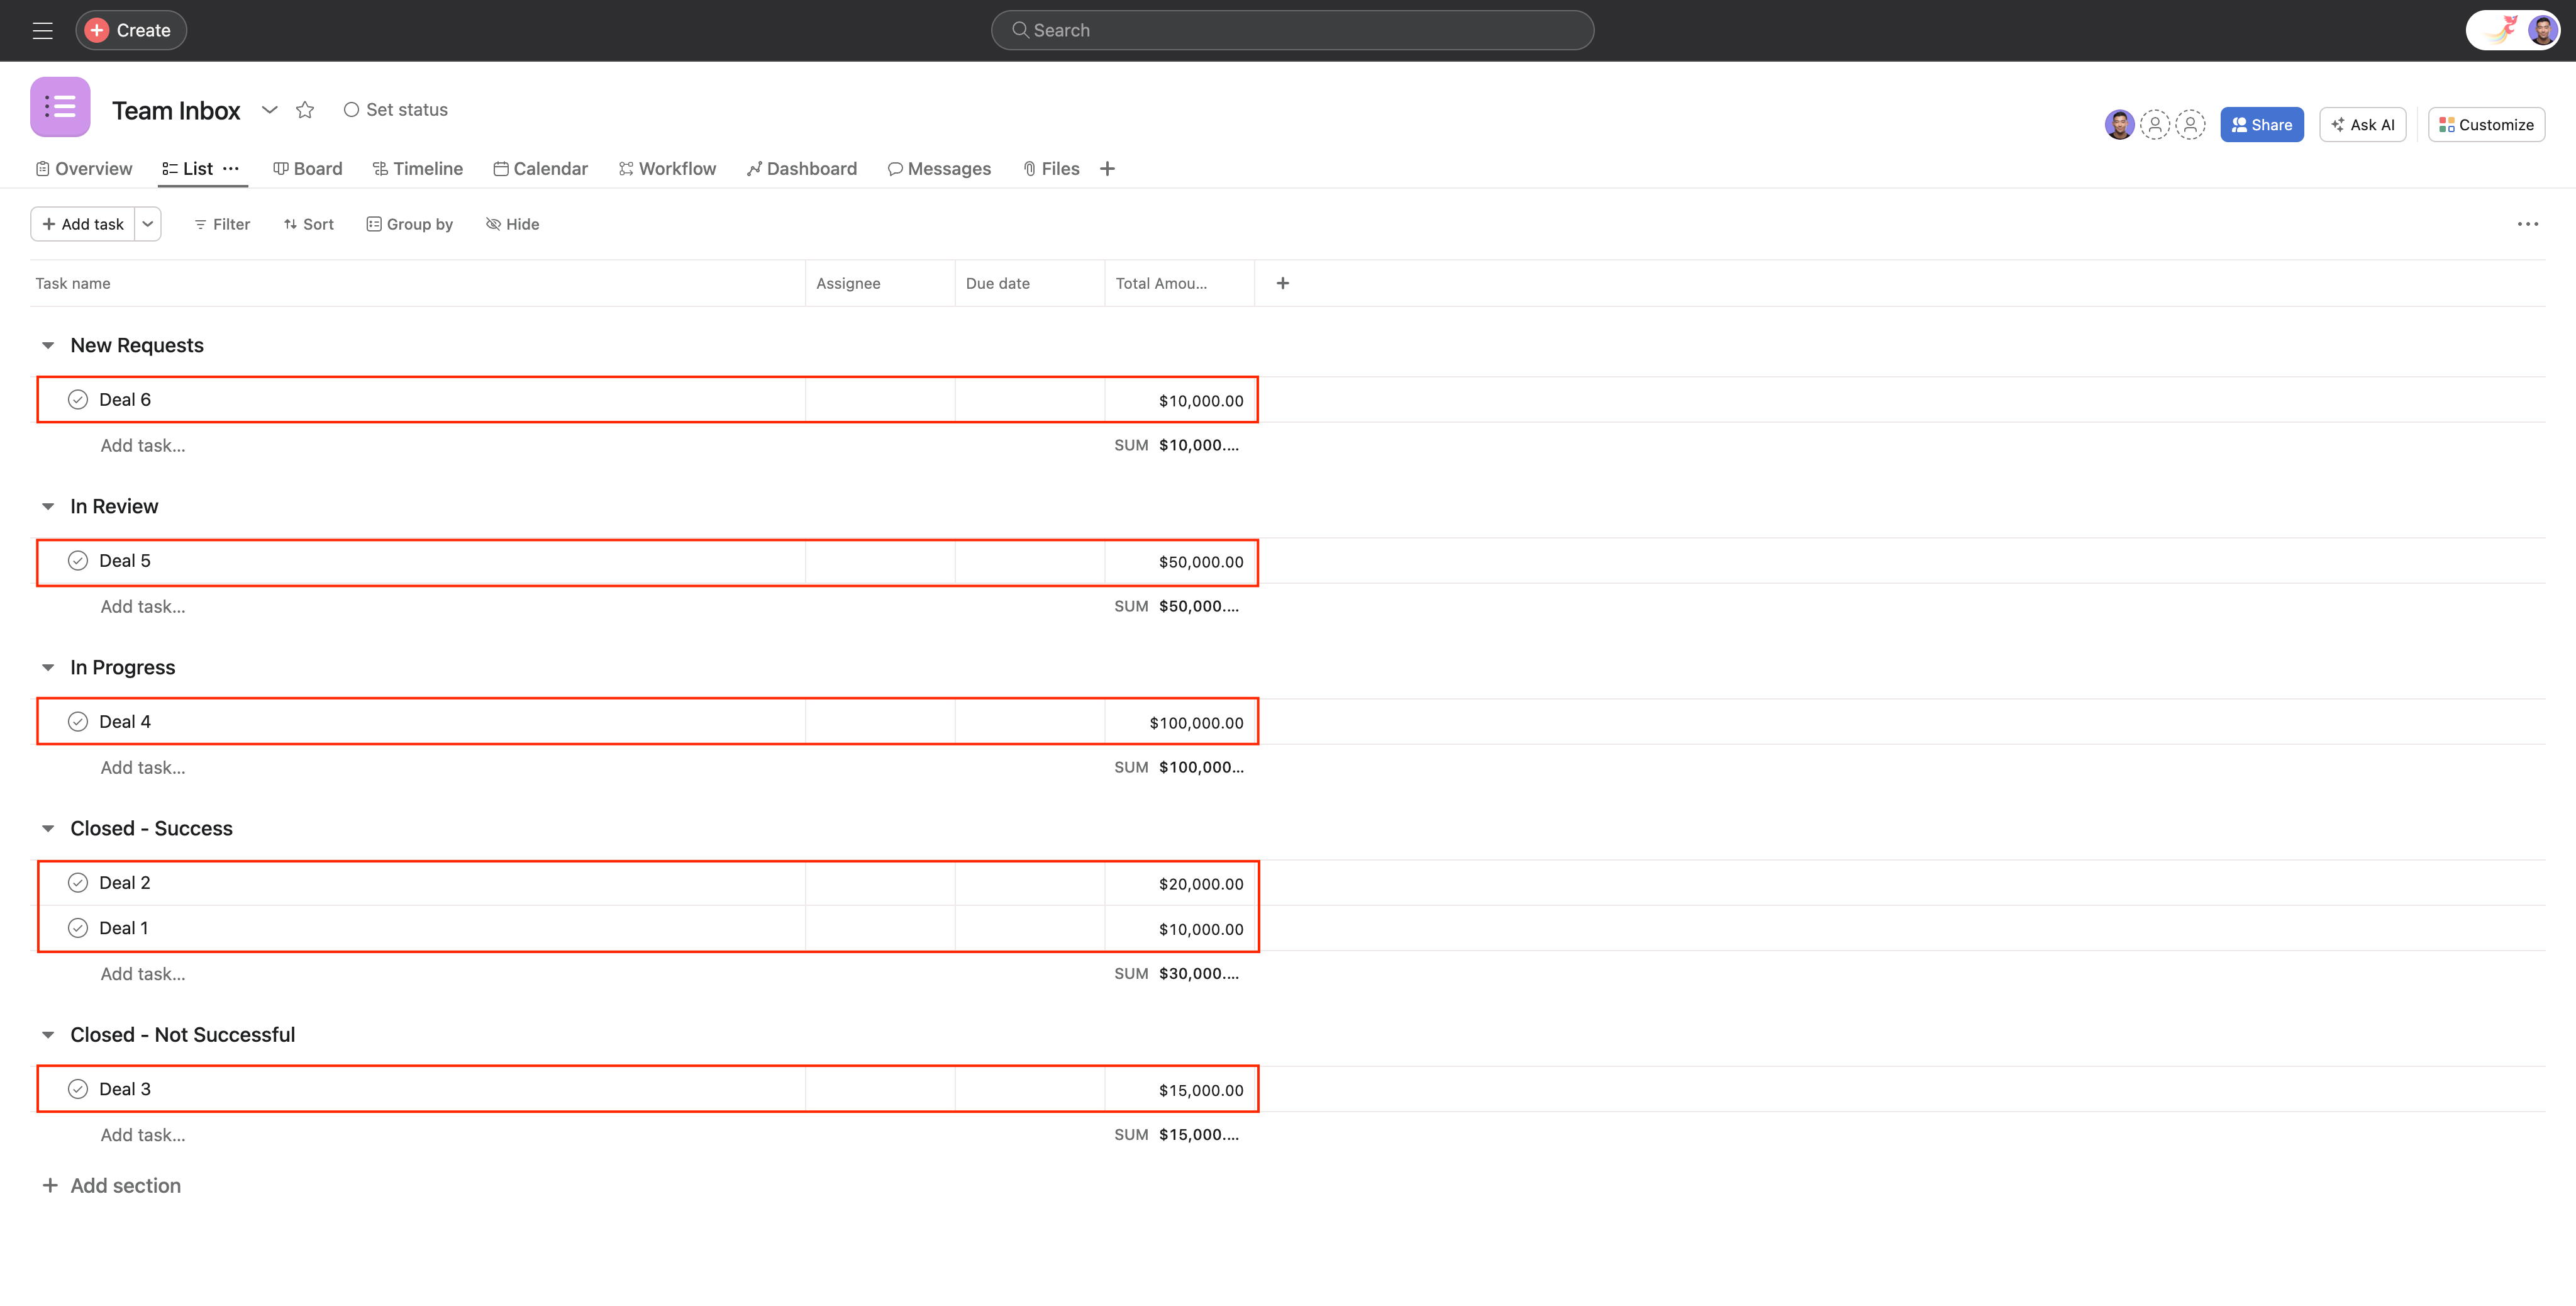 Create
Search
Team Inbox
Set status
Share
Ask AI
Customize
Overview
List
Board
Timeline
Calendar
Workflow
Dashboard
Messages
Files
Add task
Filter
Sort
Group by
Hide
Task name Assignee Due date Total Amou...
New Requests
Deal 6 $10,000.00
Add task... SUM $10,000....
In Review
Deal 5 $50,000.00
Add task... SUM $50,000....
In Progress
Deal 4 $100,000.00
Add task... SUM $100,000...
Closed - Success
Deal 2 $20,000.00
Deal 1 $10,000.00
Add task... SUM $30,000....
Closed - Not Successful
Deal 3 $15,000.00
Add task... SUM $15,000....
Add section